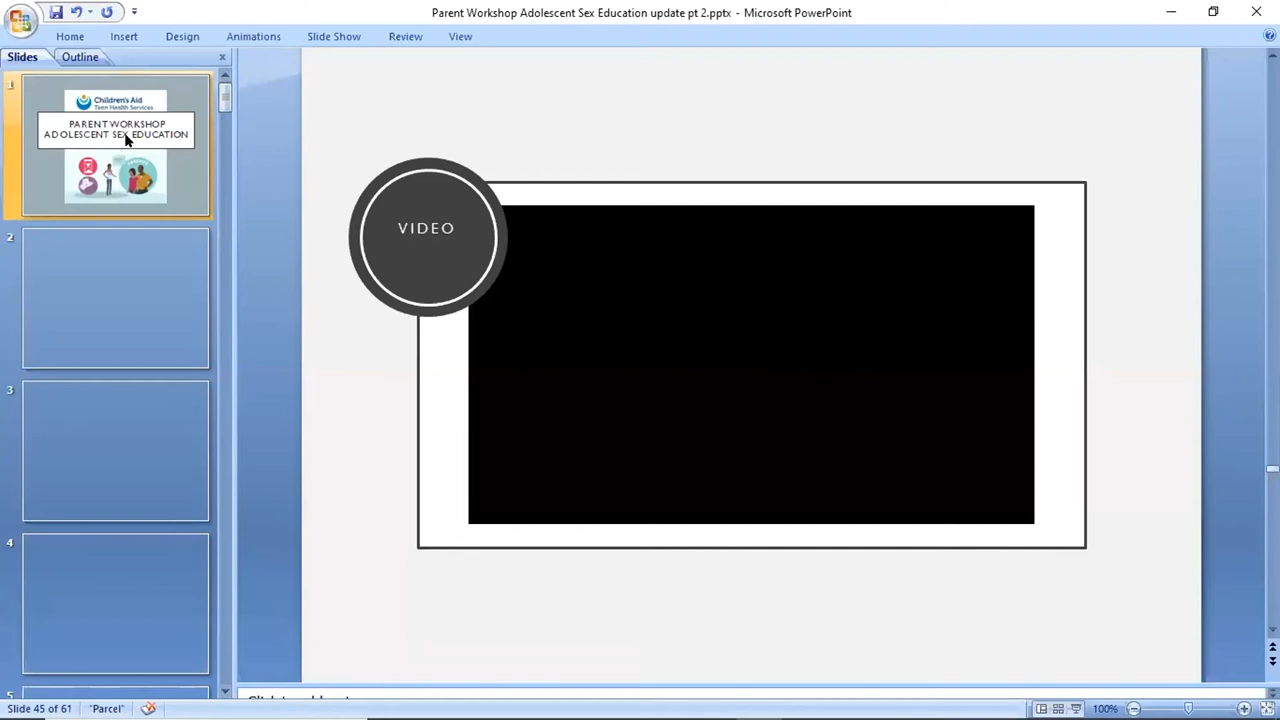 Parent Workshop Adolescent Sex Education update pt 2.pptx - Microsoft PowerPoint
Home Insert Design Animations Slide Show Review View
Slides Outline
1
Children's Aid
Teen Health Services
PARENT WORKSHOP
ADOLESCENT SEX EDUCATION
2
3
4
VIDEO
Slide 45 of 61 "Parcel" 100%